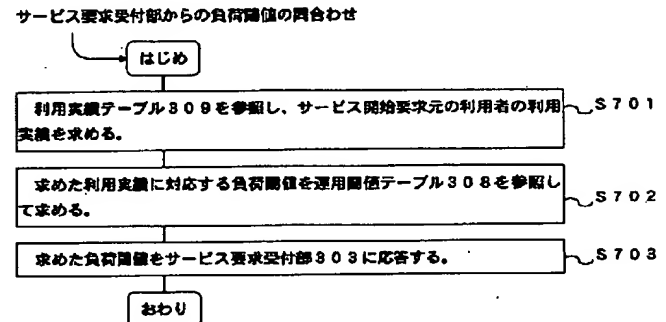 サービス要求受付部からの負荷閾値の問合わせ
はじめ
利用実績テーブル309を参照し、サービス開始要求元の利用者の利用
実績を求める。
S701
求めた利用実績に対応する負荷閾値を運用閾値テーブル308を参照し
て求める。
S702
求めた負荷閾値をサービス要求受付部303に応答する。
S703
おわり